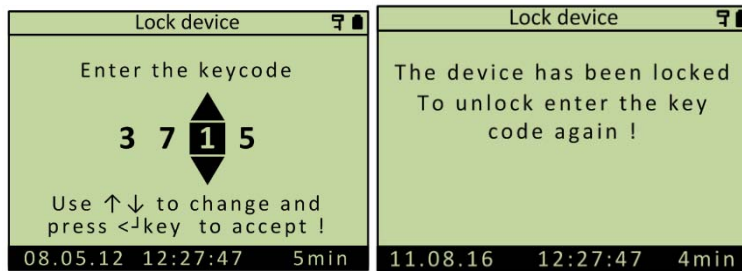 Lock device
Enter the keycode
3 7 1 5
Use ↑↓ to change and
press <┘key to accept !
08.05.12 12:27:47 5min
Lock device
The device has been locked
To unlock enter the key
code again !
11.08.16 12:27:47 4min